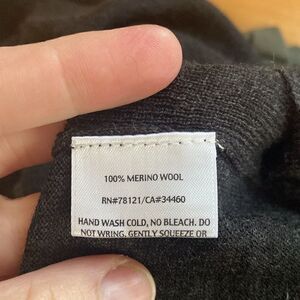 100% MERINO WOOL
RN#78121/CA#34460
HAND WASH COLD, NO BLEACH. DO
NOT WRING. GENTLY SQUEEZE OR